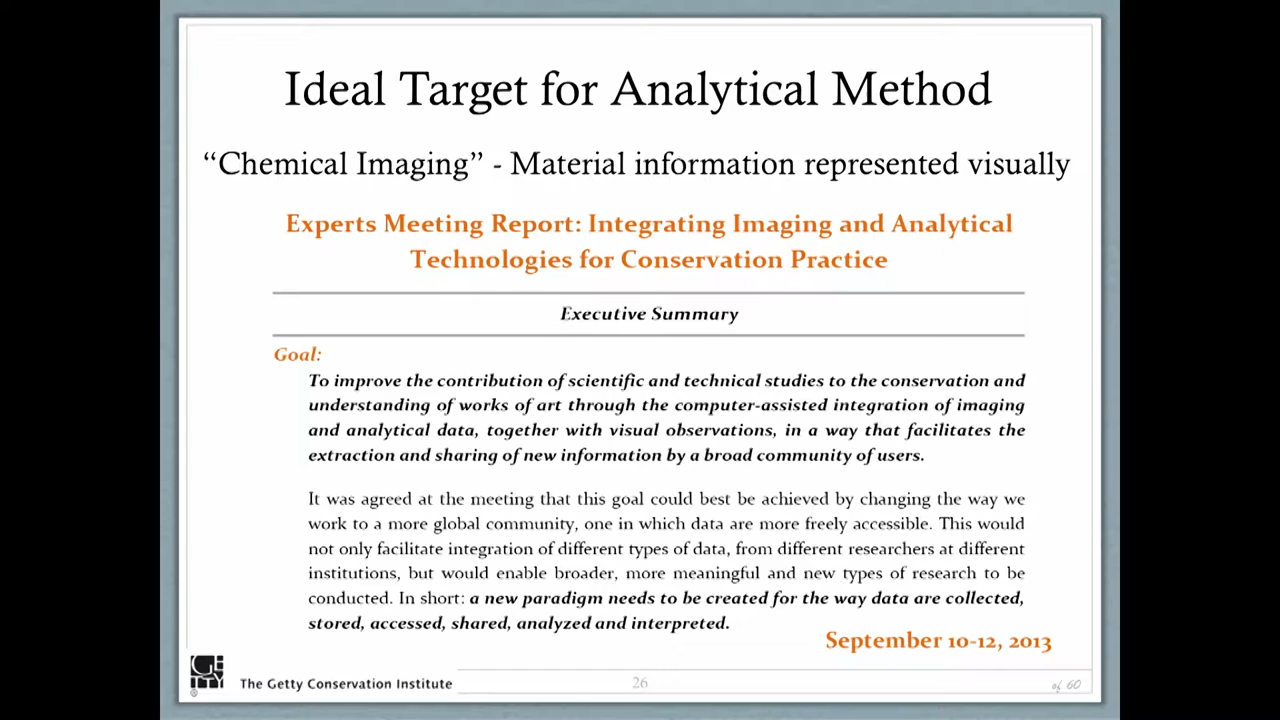 Ideal Target for Analytical Method
“Chemical Imaging” - Material information represented visually
Experts Meeting Report: Integrating Imaging and Analytical
Technologies for Conservation Practice
Executive Summary
Goal:
To improve the contribution of scientific and technical studies to the conservation and
understanding of works of art through the computer-assisted integration of imaging
and analytical data, together with visual observations, in a way that facilitates the
extraction and sharing of new information by a broad community of users.
It was agreed at the meeting that this goal could best be achieved by changing the way we
work to a more global community, one in which data are more freely accessible. This would
not only facilitate integration of different types of data, from different researchers at different
institutions, but would enable broader, more meaningful and new types of research to be
conducted. In short: a new paradigm needs to be created for the way data are collected,
stored, accessed, shared, analyzed and interpreted.
September 10-12, 2013
GETTY
®
The Getty Conservation Institute
26
of 60